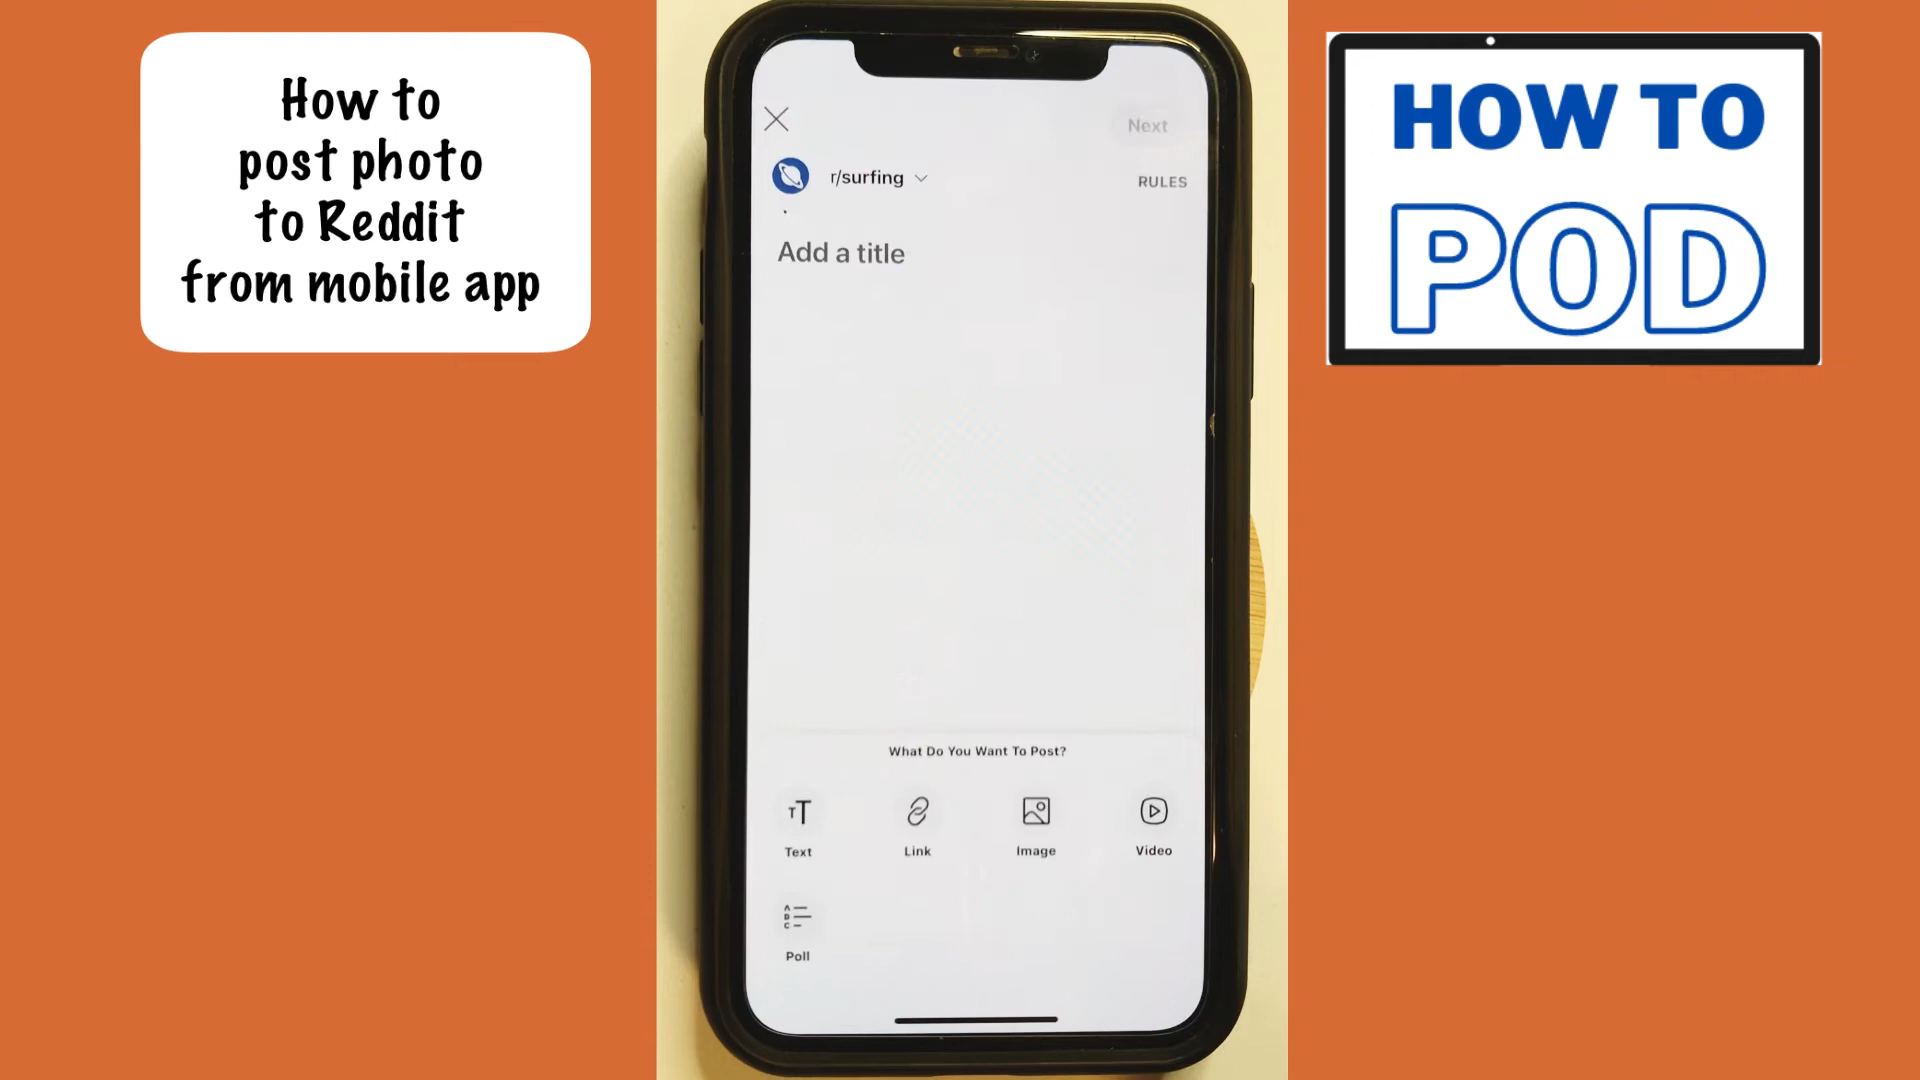 How to
post photo
to Reddit
from mobile app
HOW TO
POD
Next
r/surfing
RULES
Add a title
What Do You Want To Post?
Text
Link
Image
Video
Poll